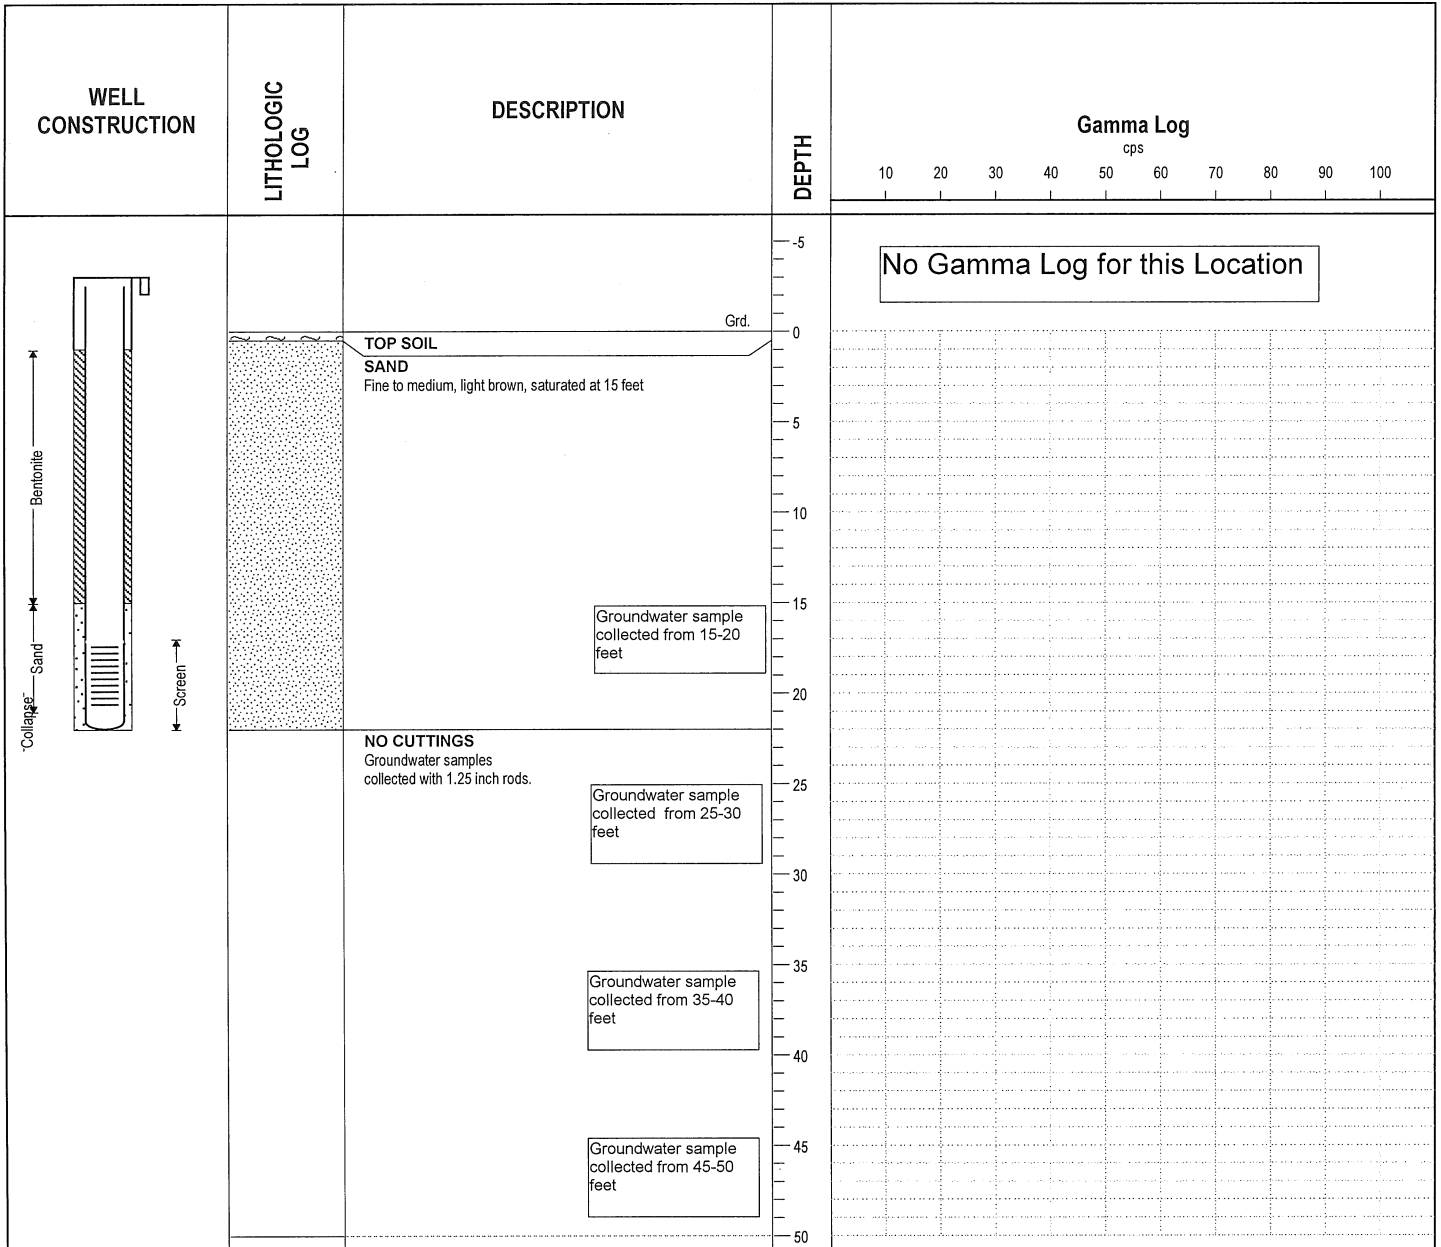 WELL
CONSTRUCTION
LITHOLOGIC
LOG
DESCRIPTION
DEPTH
Gamma Log
cps
10 20 30 40 50 60 70 80 90 100
-5
No Gamma Log for this Location
Grd.
0
TOP SOIL
SAND
Fine to medium, light brown, saturated at 15 feet
5
Bentonite
10
15
Groundwater sample
collected from 15-20
feet
Sand
Screen
20
"Collapse"
NO CUTTINGS
Groundwater samples
collected with 1.25 inch rods.
25
Groundwater sample
collected from 25-30
feet
30
35
Groundwater sample
collected from 35-40
feet
40
45
Groundwater sample
collected from 45-50
feet
50